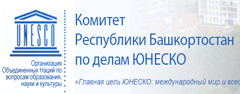 UNESCO
Организация
Объединенных Наций по
вопросам образования,
науки и культуры
Комитет
Республики Башкортостан
по делам ЮНЕСКО
«Главная цель ЮНЕСКО: международный мир и